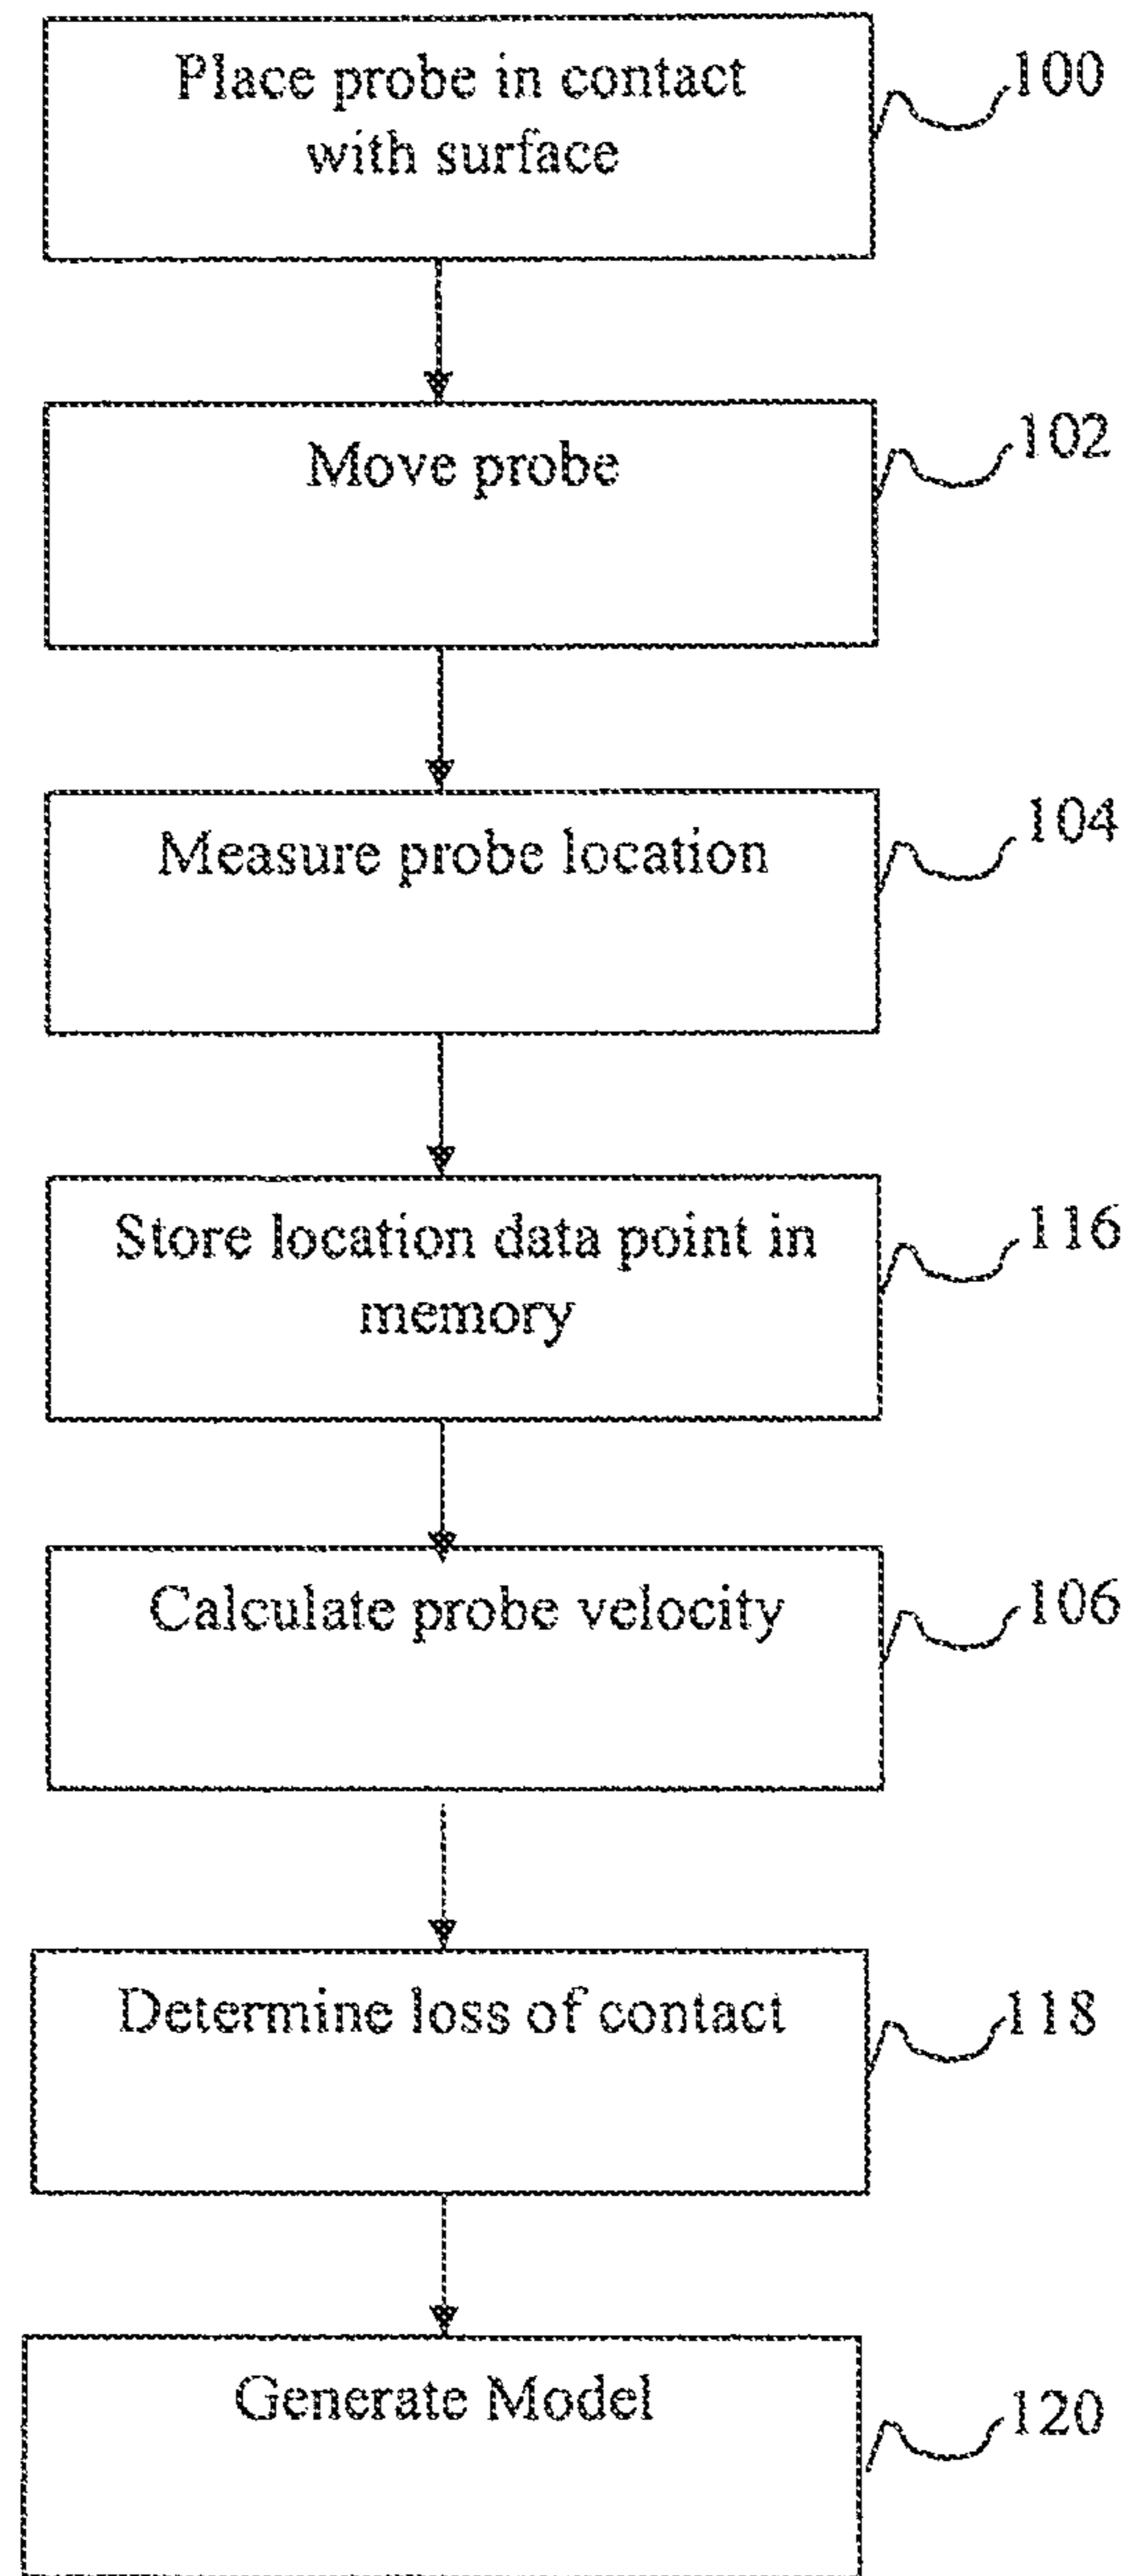 Place probe in contact
with surface
100
Move probe
102
Measure probe location
104
Store location data point in
memory
116
Calculate probe velocity
106
Determine loss of contact
118
Generate Model
120